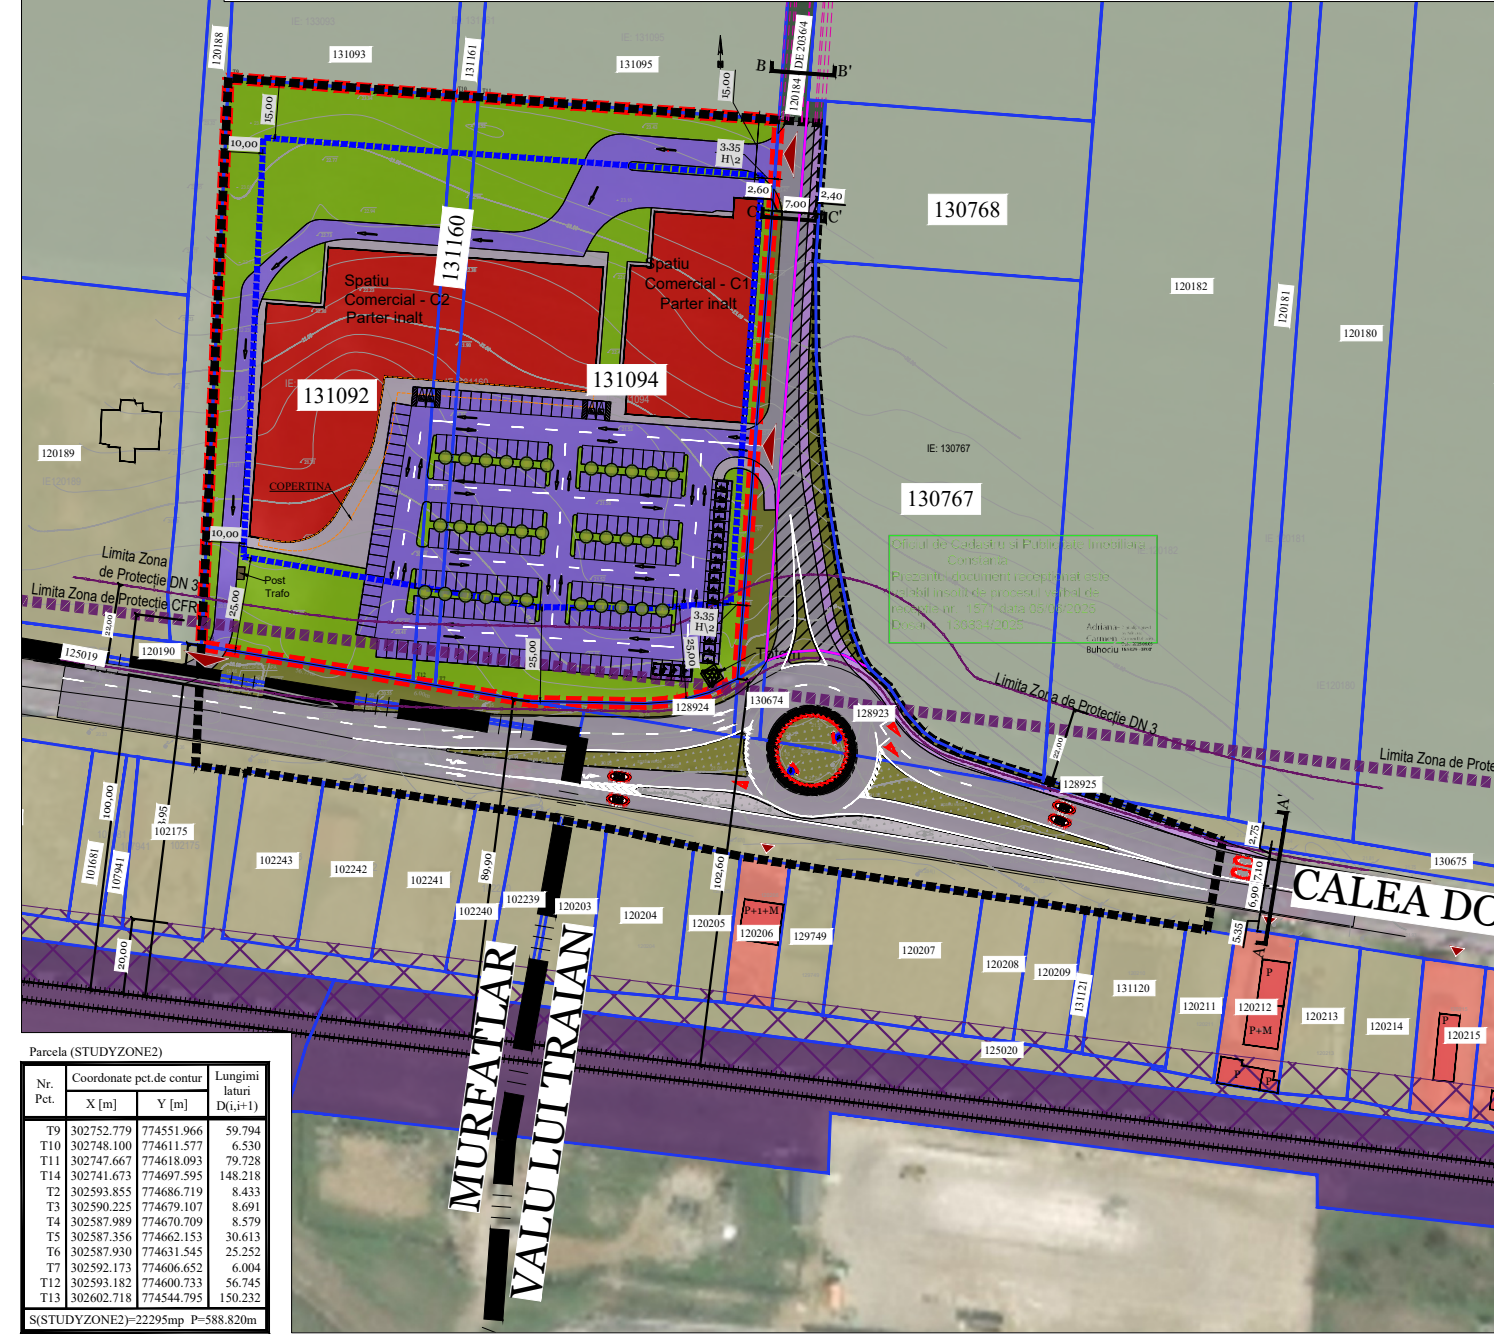 131093
131161
131095
120188
120184
DE 2036/4
B
B'
15,00
15,00
10,00
3.35
H\2
2,60
7,00
2,40
C'
130768
131160
Spatiu
Comercial - C2
Parter inalt
Spatiu
Comercial - C1
Parter inalt
120182
120181
120180
131092
131094
120189
COPERTINA
IE: 130767
130767
10,00
Limita Zona
de Protecție DN 3
Limita Zona de Protecție CFR
Post
Trafo
22,00
25,00
25,00
25,00
3.35
H\2
Adriana
Carmen
Buhociu
125019
120190
Totem
128924
130674
128923
Limita Zona de Protecție DN 3
22,00
Limita Zona de Prote
128925
100,00
102175
101681
107941
102243
102242
102241
89,90
102240
102239
120203
120204
102,60
120205
P+1+M
120206
129749
120207
120208
120209
131121
131120
120211
2,75
7,10
6,90
5,35
A'
A
CALEA DO
130675
P
P+M
120212
P
P
120213
120214
P
120215
125020
20,00
MURFATLAR
VALU LUI TRAIAN
Parcela (STUDYZONE2)
Nr. Pct. Coordonate pct.de contur Lungimi laturi D(i,i+1)
X [m] Y [m]
T9 302752.779 774551.966 59.794
T10 302748.100 774611.577 6.530
T11 302747.667 774618.093 79.728
T14 302741.673 774697.595 148.218
T2 302593.855 774686.719 8.433
T3 302590.225 774679.107 8.691
T4 302587.989 774670.709 8.579
T5 302587.356 774662.153 30.613
T6 302587.930 774631.545 25.252
T7 302592.173 774606.652 6.004
T12 302593.182 774600.733 56.745
T13 302602.718 774544.795 150.232
S(STUDYZONE2)=22295mp P=588.820m